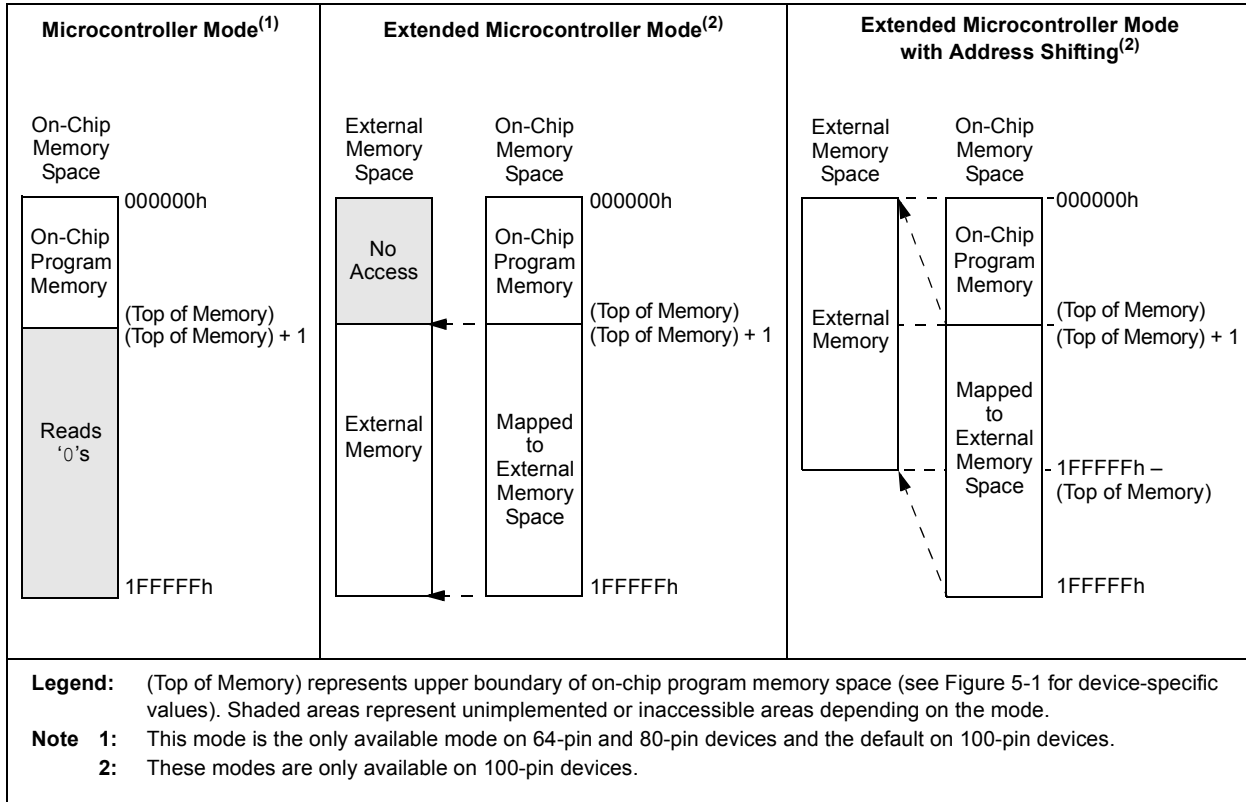 Microcontroller Mode(1)
On-Chip
Memory
Space
000000h
On-Chip
Program
Memory
(Top of Memory)
(Top of Memory) + 1
Reads
‘0’s
1FFFFFh
Extended Microcontroller Mode(2)
External
Memory
Space
On-Chip
Memory
Space
000000h
No
Access
On-Chip
Program
Memory
(Top of Memory)
(Top of Memory) + 1
External
Memory
Mapped
to
External
Memory
Space
1FFFFFh
Extended Microcontroller Mode
with Address Shifting(2)
External
Memory
Space
On-Chip
Memory
Space
000000h
On-Chip
Program
Memory
External
Memory
(Top of Memory)
(Top of Memory) + 1
Mapped
to
External
Memory
Space
1FFFFFh –
(Top of Memory)
1FFFFFh
Legend: (Top of Memory) represents upper boundary of on-chip program memory space (see Figure 5-1 for device-specific
values). Shaded areas represent unimplemented or inaccessible areas depending on the mode.
Note 1: This mode is the only available mode on 64-pin and 80-pin devices and the default on 100-pin devices.
2: These modes are only available on 100-pin devices.